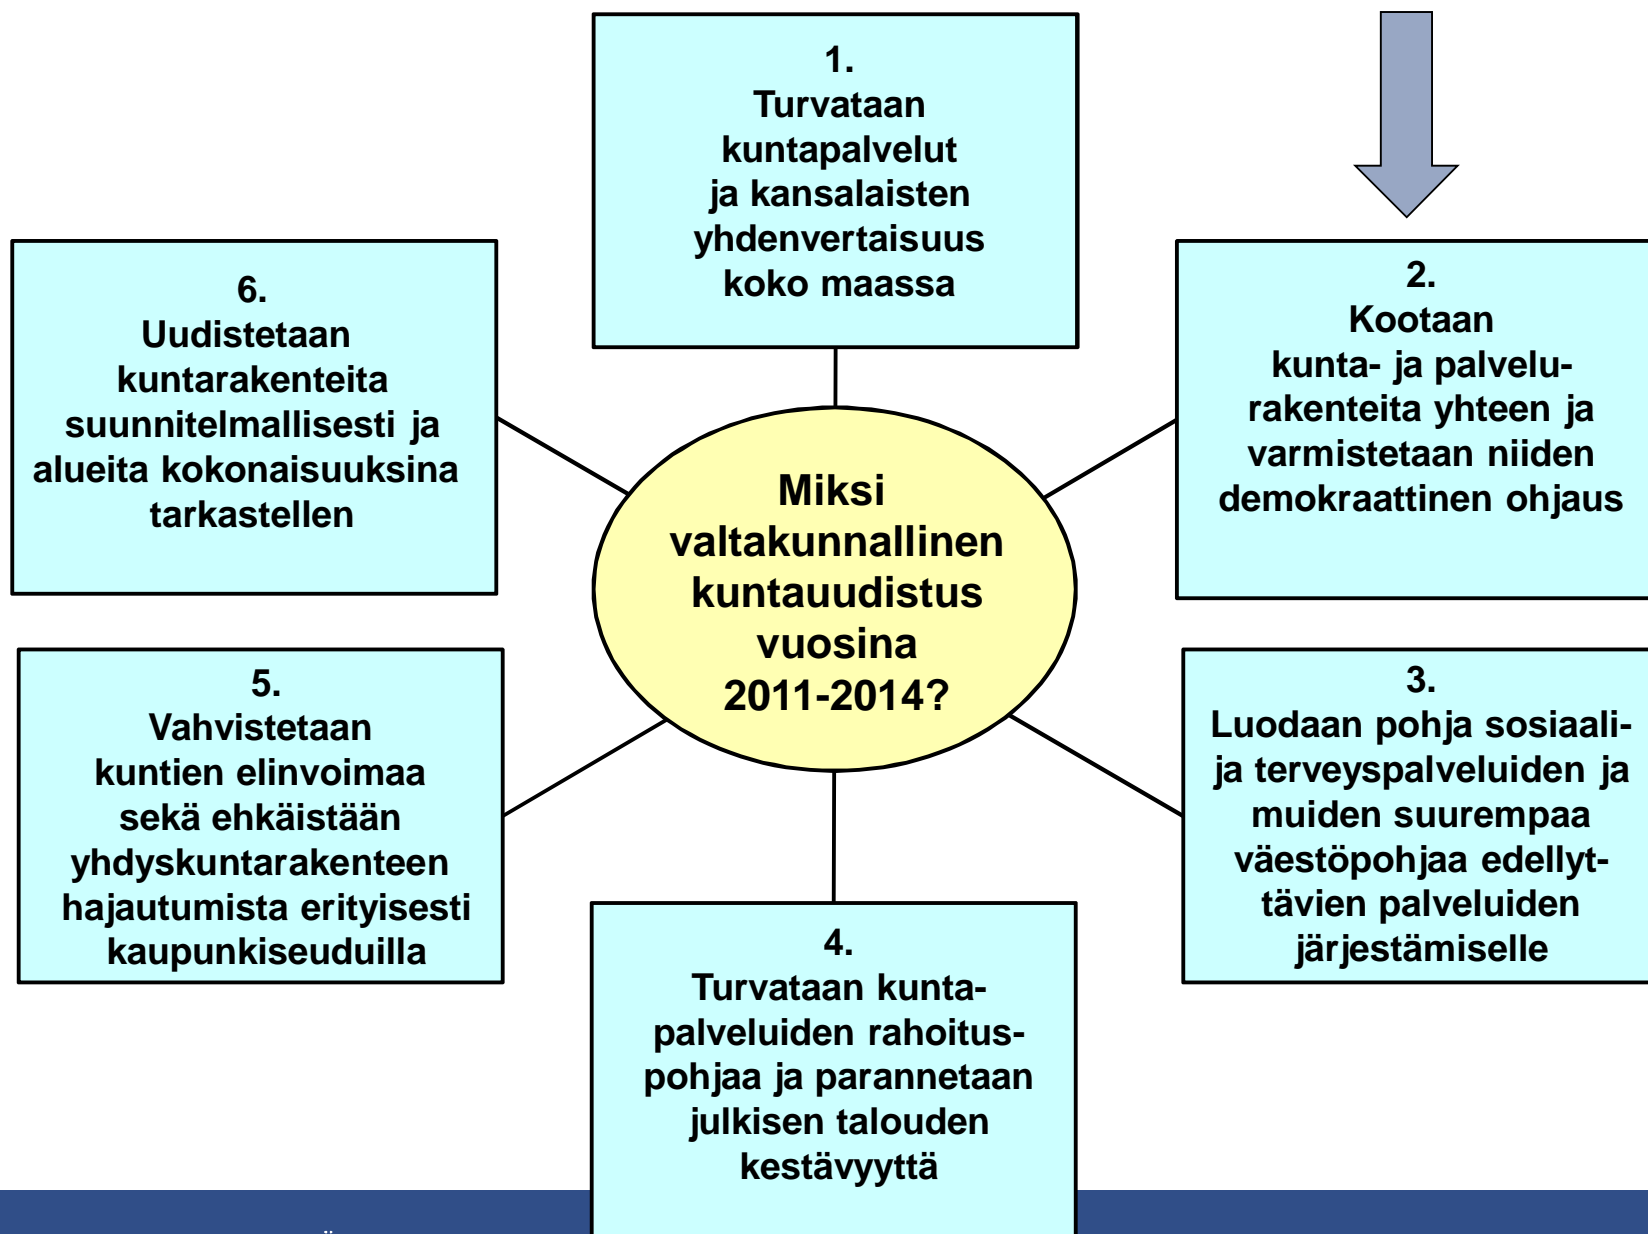 Miksi
valtakunnallinen
kuntauudistus
vuosina
2011-2014?
1.
Turvataan
kuntapalvelut
ja kansalaisten
yhdenvertaisuus
koko maassa
2.
Kootaan
kunta- ja palvelu-
rakenteita yhteen ja
varmistetaan niiden
demokraattinen ohjaus
3.
Luodaan pohja sosiaali-
ja terveyspalveluiden ja
muiden suurempaa
väestöpohjaa edellyt-
tävien palveluiden
järjestämiselle
4.
Turvataan kunta-
palveluiden rahoitus-
pohjaa ja parannetaan
julkisen talouden
kestävyyttä
5.
Vahvistetaan
kuntien elinvoimaa
sekä ehkäistään
yhdyskuntarakenteen
hajautumista erityisesti
kaupunkiseuduilla
6.
Uudistetaan
kuntarakenteita
suunnitelmallisesti ja
alueita kokonaisuuksina
tarkastellen